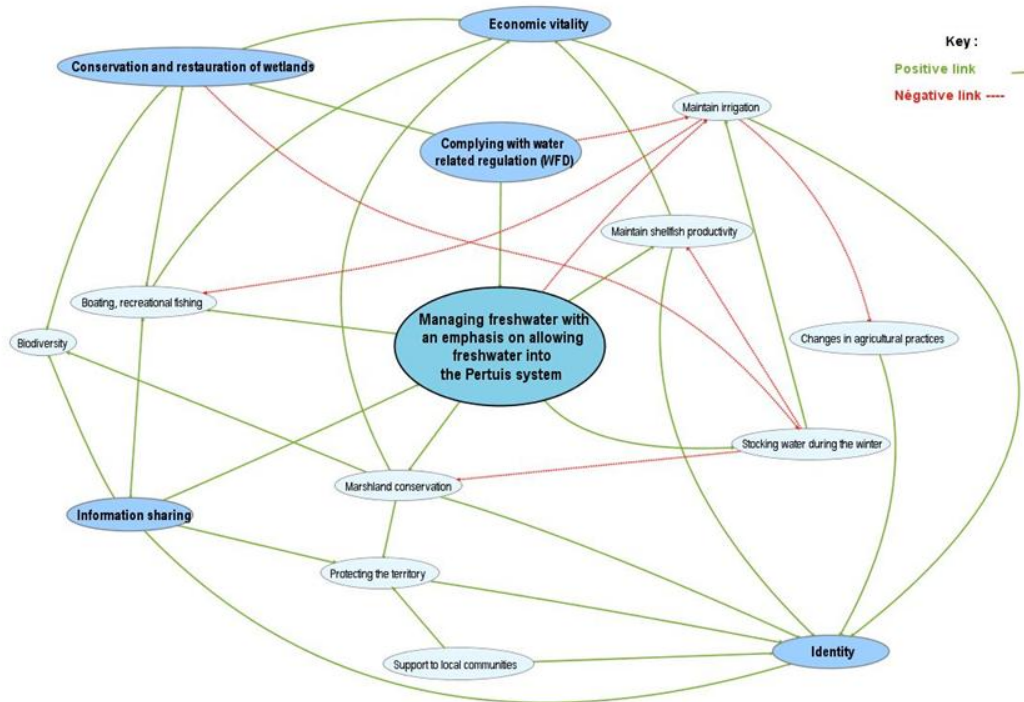 Economic vitality
Key :
Conservation and restauration of wetlands
Positive link
Négative link ----
Maintain irrigation
Complying with water
related regulation (WFD)
Maintain shellfish productivity
Boating, recreational fishing
Managing freshwater with
an emphasis on allowing
freshwater into
the Pertuis system
Biodiversity
Changes in agricultural practices
Stocking water during the winter
Marshland conservation
Information sharing
Protecting the territory
Identity
Support to local communities